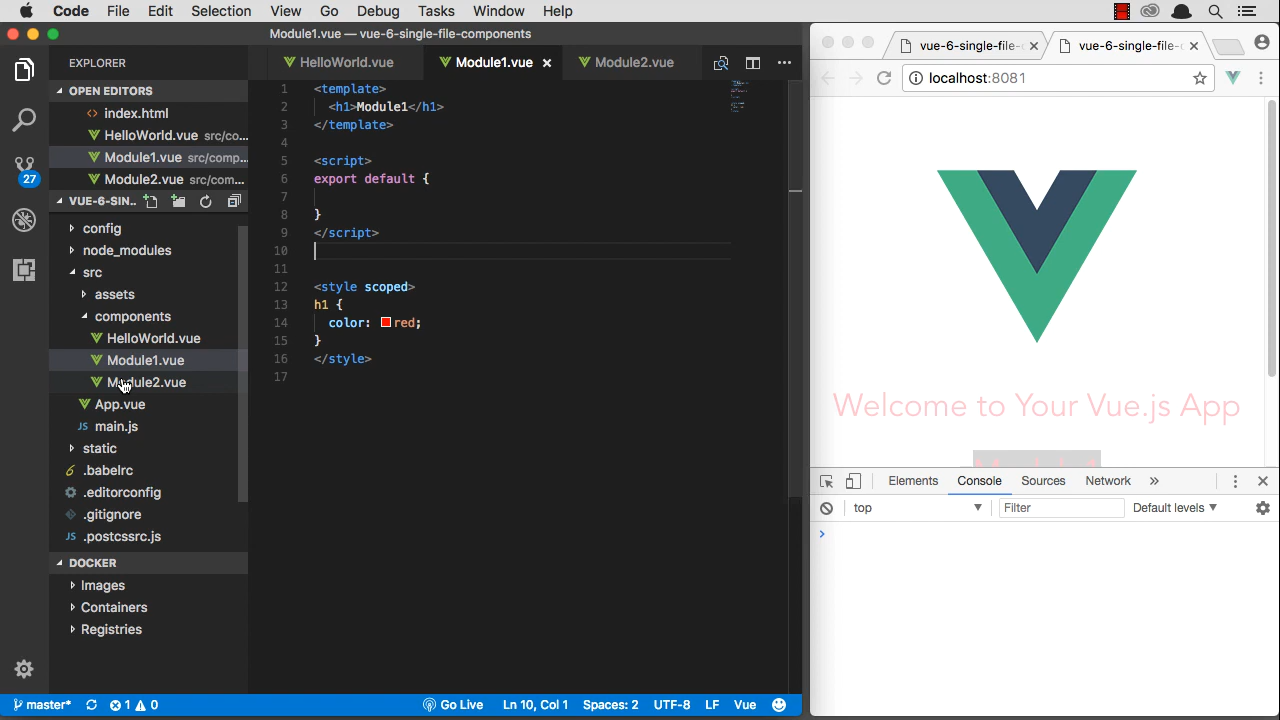 Code File Edit Selection View Go Debug Tasks Window Help
Module1.vue — vue-6-single-file-components
EXPLORER
OPEN EDITORS
index.html
HelloWorld.vue src/co...
Module1.vue src/comp...
Module2.vue src/com...
27
VUE-6-SIN...
config
node_modules
src
assets
components
HelloWorld.vue
Module1.vue
Module2.vue
App.vue
JS main.js
static
.babelrc
.editorconfig
.gitignore
JS .postcssrc.js
DOCKER
Images
Containers
Registries
HelloWorld.vue Module1.vue Module2.vue
1 <template>
2 <h1>Module1</h1>
3 </template>
4
5 <script>
6 export default {
7
8 }
9 </script>
10
11
12 <style scoped>
13 h1 {
14 color: red;
15 }
16 </style>
17
master* 1 0 Go Live Ln 10, Col 1 Spaces: 2 UTF-8 LF Vue
vue-6-single-file- vue-6-single-file-
localhost:8081
Welcome to Your Vue.js App
Elements Console Sources Network »
top Filter Default levels